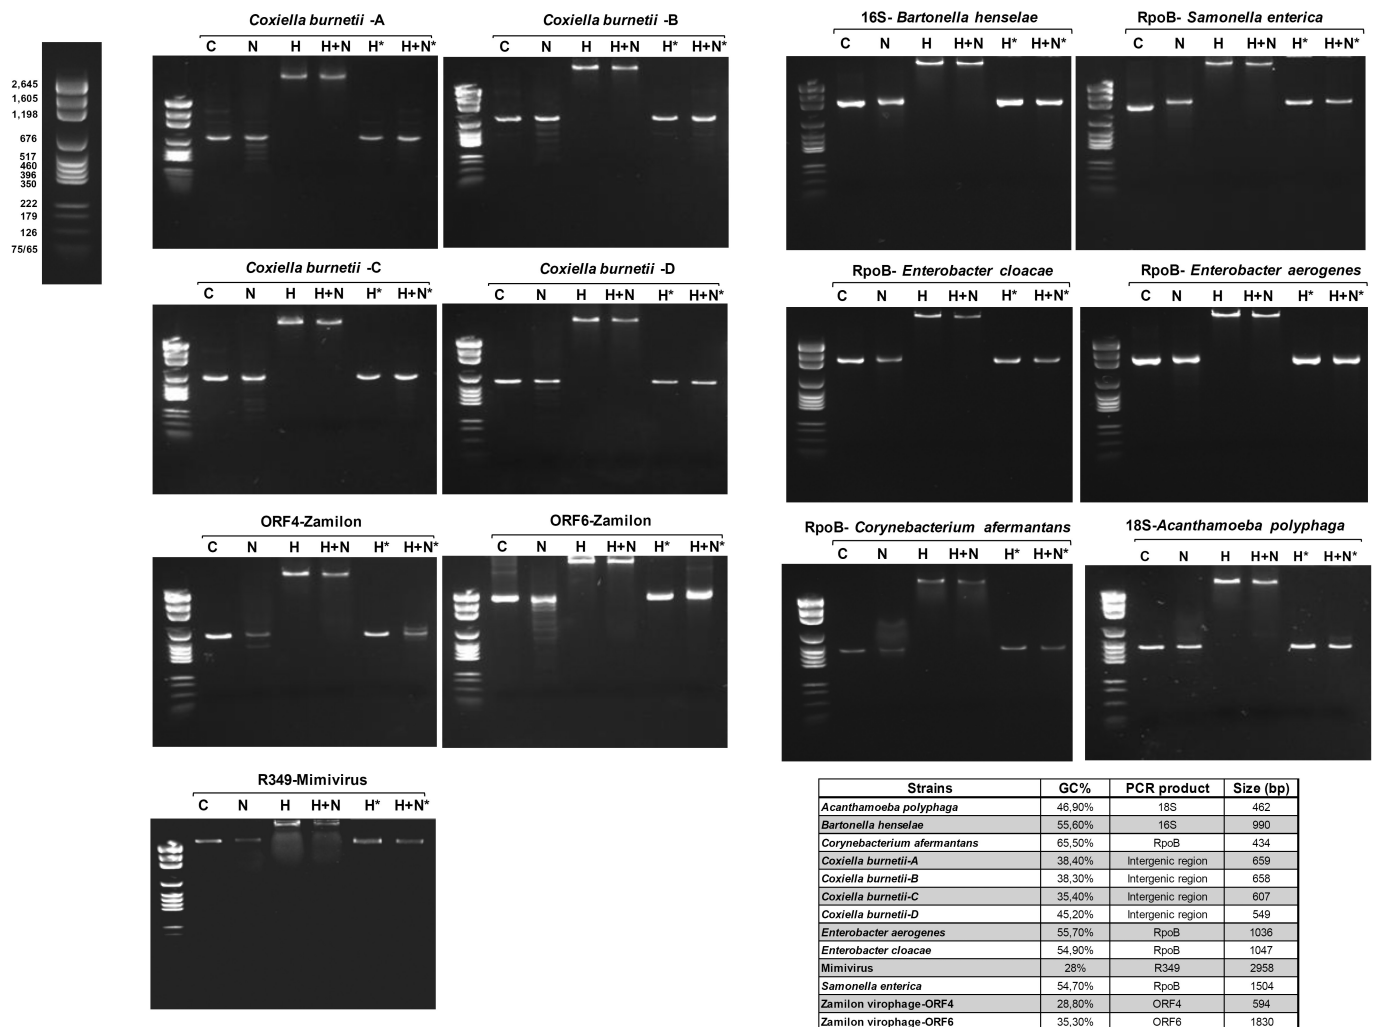 2,645
1,605
1,198
676
517
460
396
350
222
179
126
75/65
Coxiella burnetii -A
C N H H+N H* H+N*
Coxiella burnetii -B
C N H H+N H* H+N*
16S- Bartonella henselae
C N H H+N H* H+N*
RpoB- Samonella enterica
C N H H+N H* H+N*
Coxiella burnetii -C
C N H H+N H* H+N*
Coxiella burnetii -D
C N H H+N H* H+N*
RpoB- Enterobacter cloacae
C N H H+N H* H+N*
RpoB- Enterobacter aerogenes
C N H H+N H* H+N*
ORF4-Zamilon
C N H H+N H* H+N*
ORF6-Zamilon
C N H H+N H* H+N*
RpoB- Corynebacterium afermantans
C N H H+N H* H+N*
18S-Acanthamoeba polyphaga
C N H H+N H* H+N*
R349-Mimivirus
C N H H+N H* H+N*
Strains GC% PCR product Size (bp)
Acanthamoeba polyphaga 46,90% 18S 462
Bartonella henselae 55,60% 16S 990
Corynebacterium afermantans 65,50% RpoB 434
Coxiella burnetii-A 38,40% Intergenic region 659
Coxiella burnetii-B 38,30% Intergenic region 658
Coxiella burnetii-C 35,40% Intergenic region 607
Coxiella burnetii-D 45,20% Intergenic region 549
Enterobacter aerogenes 55,70% RpoB 1036
Enterobacter cloacae 54,90% RpoB 1047
Mimivirus 28% R349 2958
Samonella enterica 54,70% RpoB 1504
Zamilon virophage-ORF4 28,80% ORF4 594
Zamilon virophage-ORF6 35,30% ORF6 1830